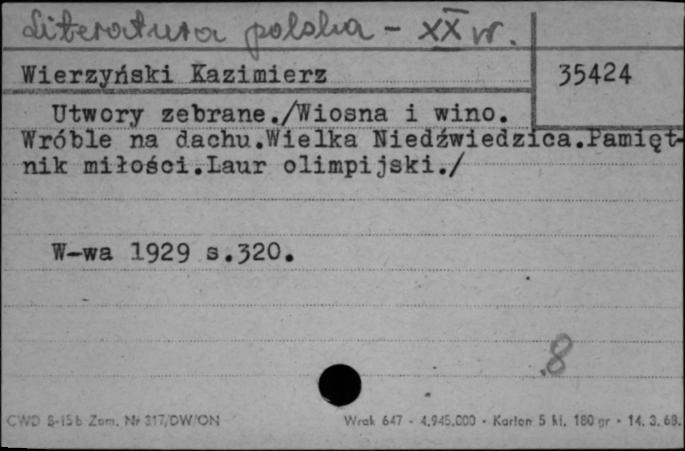 Literatura polska - XX w.
Wierzyński Kazimierz 35424
Utwory zebrane./Wiosna i wino.
Wróble na dachu.Wielka Niedźwiedzica.Pamięt-
nik miłości.Laur olimpijski./
W-wa 1929 s.320.
8
CWD S-15b Zam. Nr 317/DW/ON Wrak 647 - 4.945.000 - Karton 5 kl. 180 gr - 14. 3. 68.